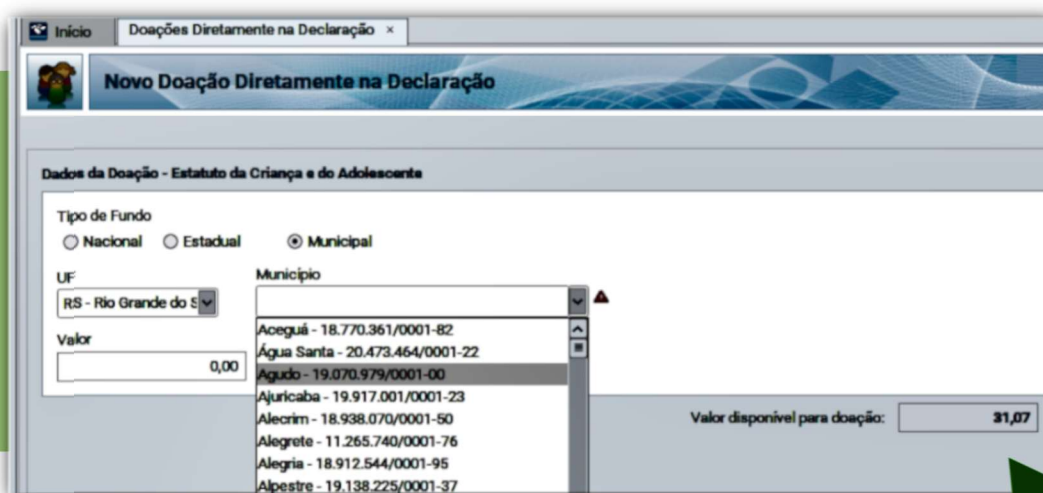 Início Doações Diretamente na Declaração ×
Novo Doação Diretamente na Declaração
Dados da Doação - Estatuto da Criança e do Adolescente
Tipo de Fundo
Nacional Estadual Municipal
UF Município
RS - Rio Grande do S
Valor
0,00
Aceguá - 18.770.361/0001-82
Água Santa - 20.473.464/0001-22
Agudo - 19.070.979/0001-00
Ajuricaba - 19.917.001/0001-23
Alecrim - 18.938.070/0001-50
Alegrete - 11.265.740/0001-76
Alegria - 18.912.544/0001-95
Alpestre - 19.138.225/0001-37
Valor disponível para doação: 31,07